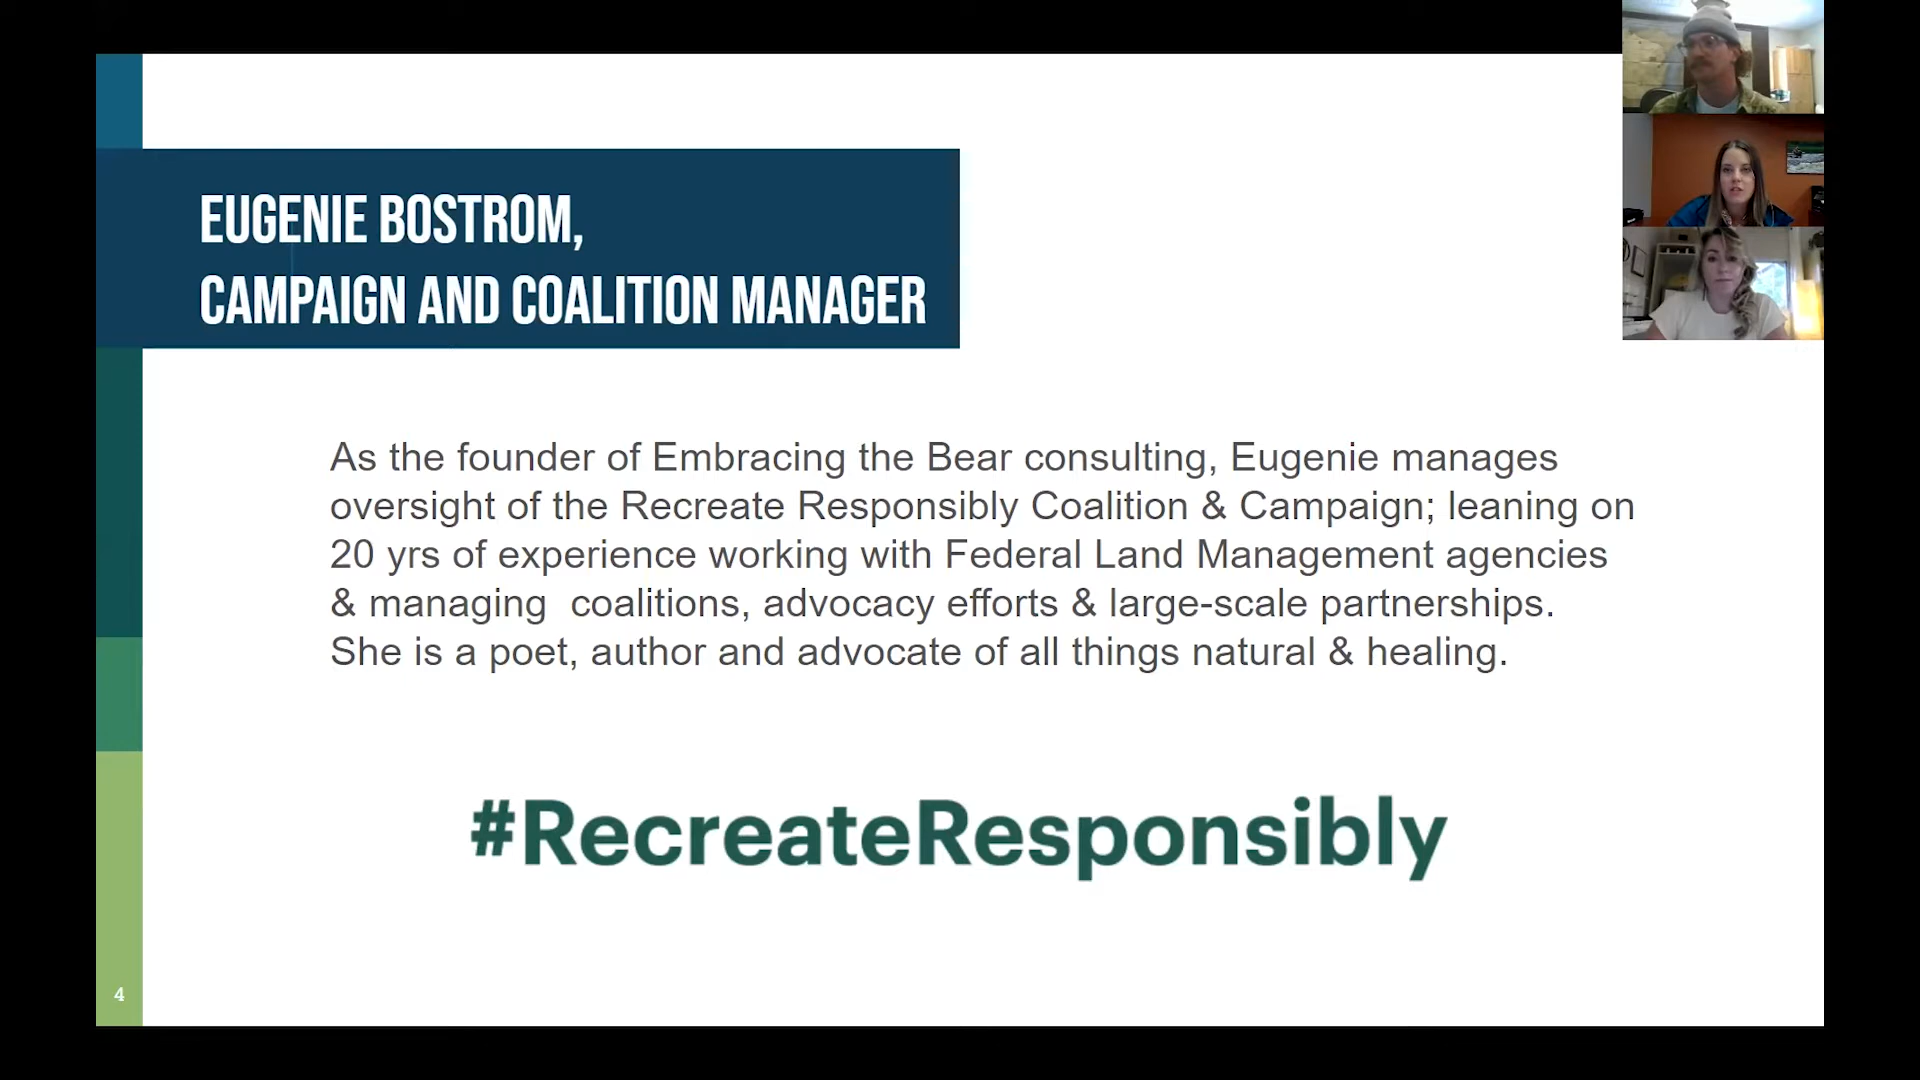 EUGENIE BOSTROM,
CAMPAIGN AND COALITION MANAGER
As the founder of Embracing the Bear consulting, Eugenie manages
oversight of the Recreate Responsibly Coalition & Campaign; leaning on
20 yrs of experience working with Federal Land Management agencies
& managing  coalitions, advocacy efforts & large-scale partnerships.
She is a poet, author and advocate of all things natural & healing.
#RecreateResponsibly
4